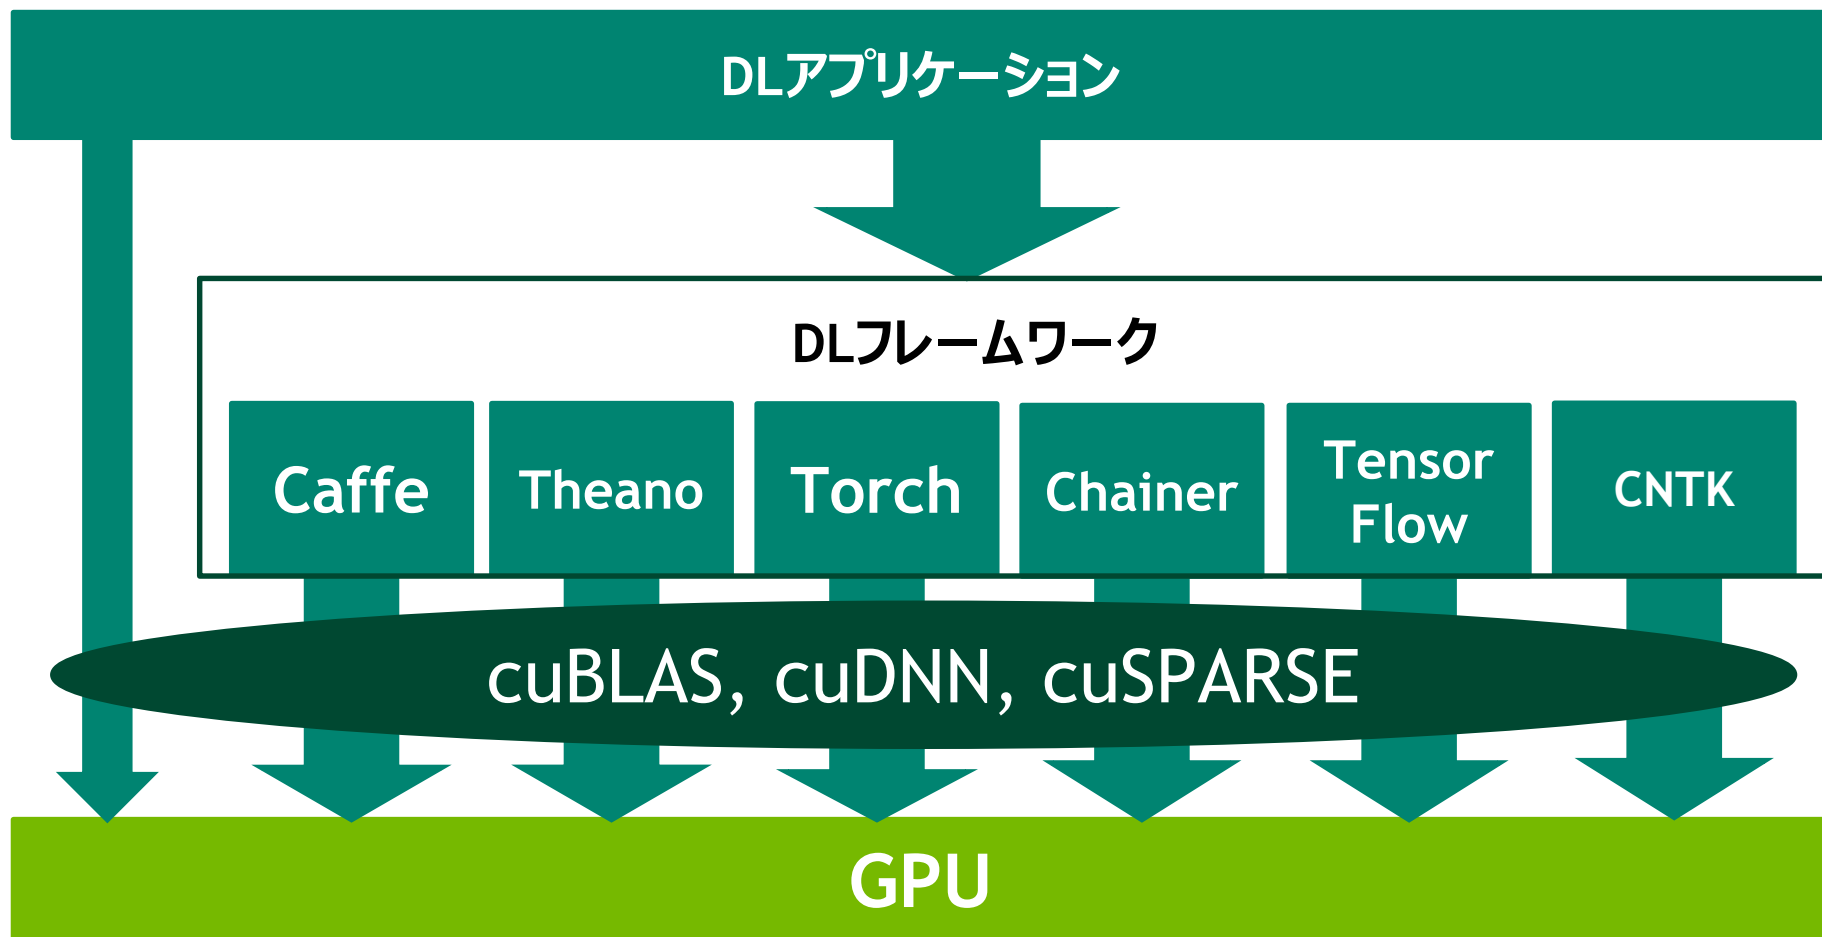 DLアプリケーション
DLフレームワーク
Caffe
Theano
Torch
Chainer
Tensor
Flow
CNTK
cuBLAS, cuDNN, cuSPARSE
GPU